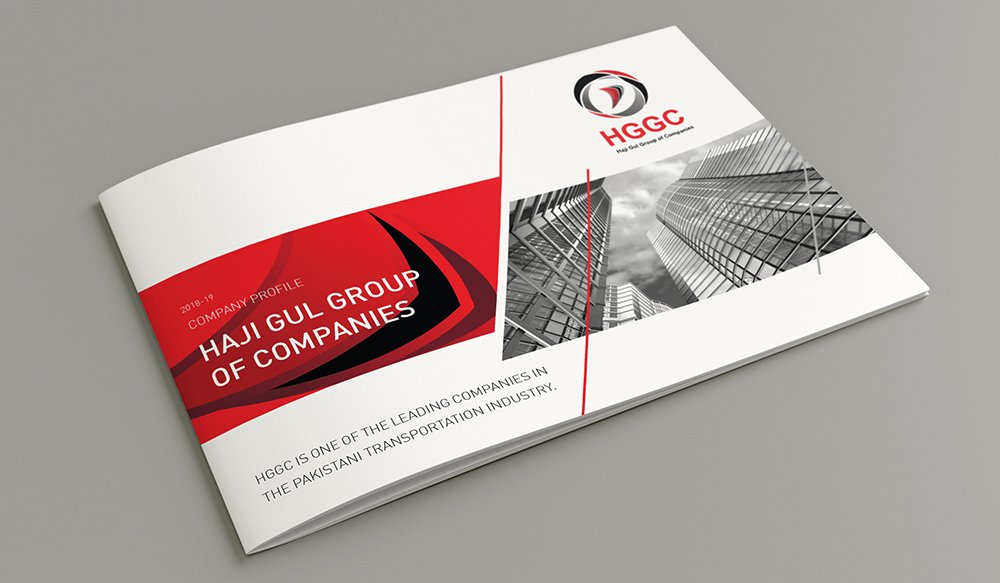 HGGC
Haji Gul Group of Companies
2018-19
COMPANY PROFILE
HAJI GUL GROUP
OF COMPANIES
HGGC IS ONE OF THE LEADING COMPANIES IN
THE PAKISTANI TRANSPORTATION INDUSTRY.